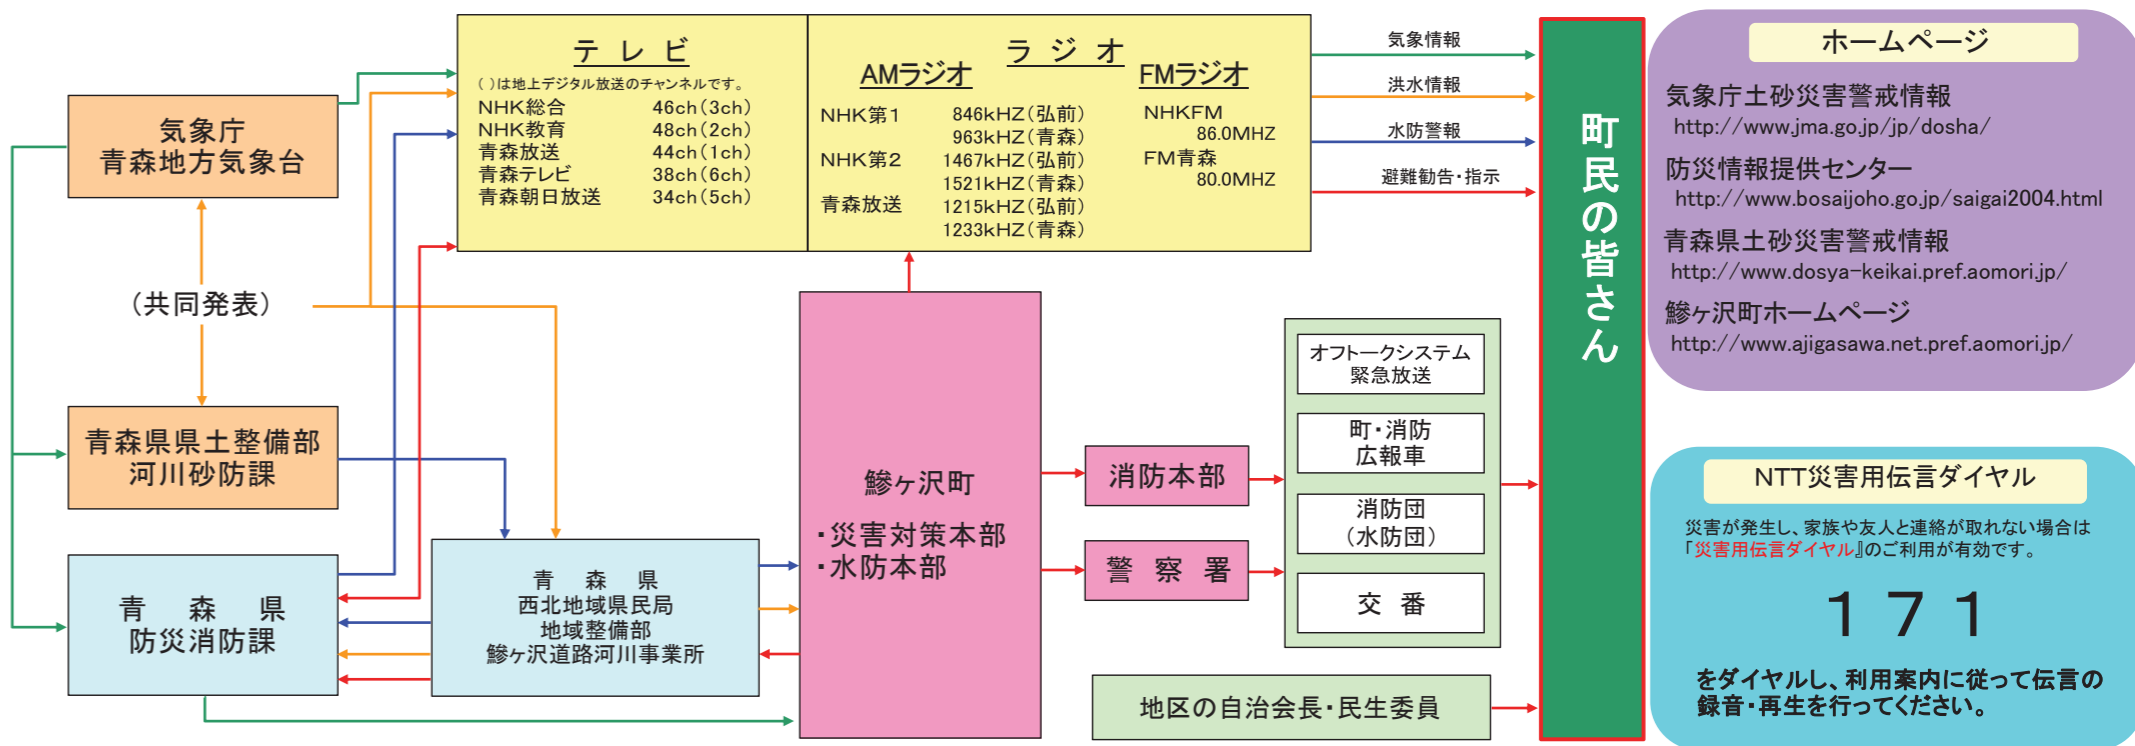 テレビ
( )は地上デジタル放送のチャンネルです。
NHK総合 46ch(3ch)
NHK教育 48ch(2ch)
青森放送 44ch(1ch)
青森テレビ 38ch(6ch)
青森朝日放送 34ch(5ch)
ラジオ
AMラジオ
NHK第1 846kHZ(弘前)
963kHZ(青森)
NHK第2 1467kHZ(弘前)
1521kHZ(青森)
青森放送 1215kHZ(弘前)
1233kHZ(青森)
FMラジオ
NHKFM
86.0MHZ
FM青森
80.0MHZ
気象情報
洪水情報
水防警報
避難勧告・指示
気象庁
青森地方気象台
(共同発表)
青森県県土整備部
河川砂防課
青森県
防災消防課
青森県
西北地域県民局
地域整備部
鰺ヶ沢道路河川事業所
鰺ヶ沢町
・災害対策本部
・水防本部
消防本部
警察署
オフトークシステム
緊急放送
町・消防
広報車
消防団
(水防団)
交番
地区の自治会長・民生委員
町民の皆さん
ホームページ
気象庁土砂災害警戒情報
http://www.jma.go.jp/jp/dosha/
防災情報提供センター
http://www.bosaijoho.go.jp/saigai2004.html
青森県土砂災害警戒情報
http://www.dosya-keikai.pref.aomori.jp/
鰺ヶ沢町ホームページ
http://www.ajigasawa.net.pref.aomori.jp/
NTT災害用伝言ダイヤル
災害が発生し、家族や友人と連絡が取れない場合は
「災害用伝言ダイヤル』のご利用が有効です。
171
をダイヤルし、利用案内に従って伝言の
録音・再生を行ってください。